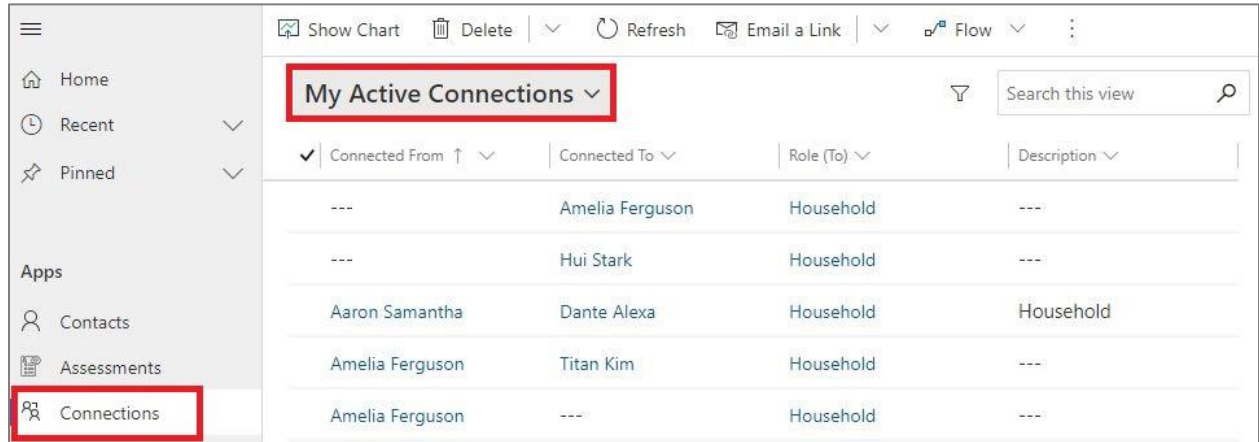 Show Chart Delete Refresh Email a Link Flow
Home
Recent
Pinned
Apps
Contacts
Assessments
Connections
My Active Connections
Search this view
Connected From ↑ Connected To Role (To) Description
--- Amelia Ferguson Household ---
--- Hui Stark Household ---
Aaron Samantha Dante Alexa Household Household
Amelia Ferguson Titan Kim Household ---
Amelia Ferguson --- Household ---